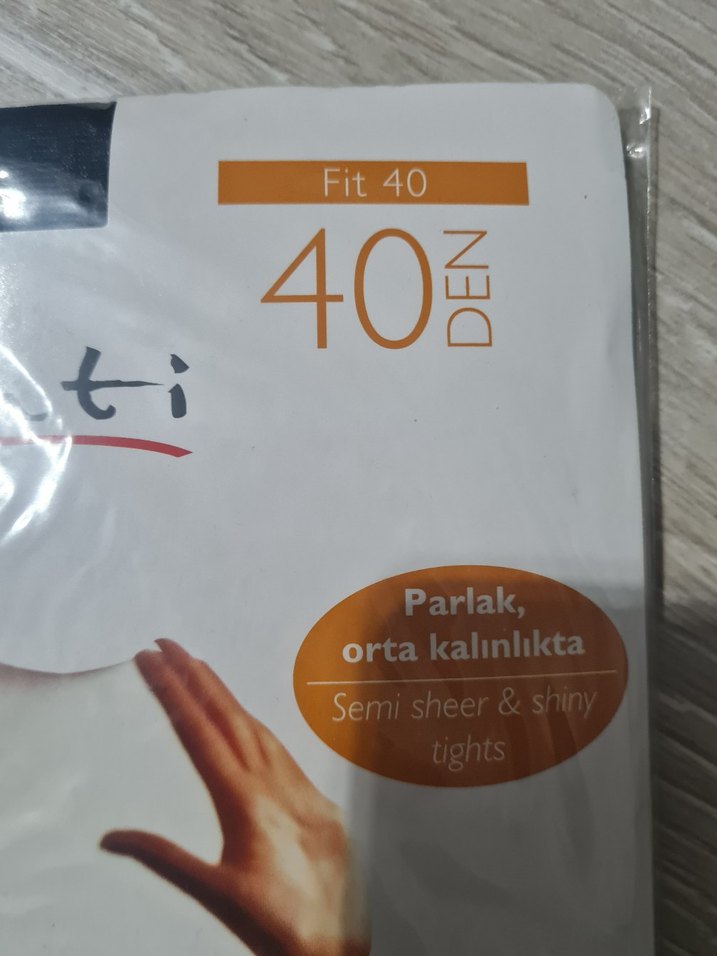 Fit 40
40 DEN
Parlak,
orta kalınlıkta
Semi sheer & shiny
tights